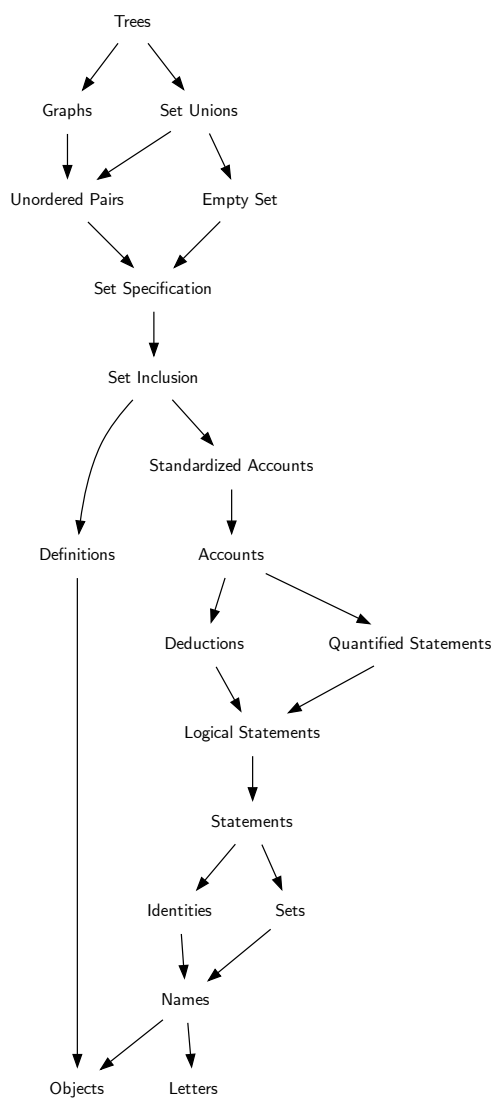 Trees
Graphs
Set Unions
Unordered Pairs
Empty Set
Set Specification
Set Inclusion
Standardized Accounts
Definitions
Accounts
Deductions
Quantified Statements
Logical Statements
Statements
Identities
Sets
Names
Objects
Letters